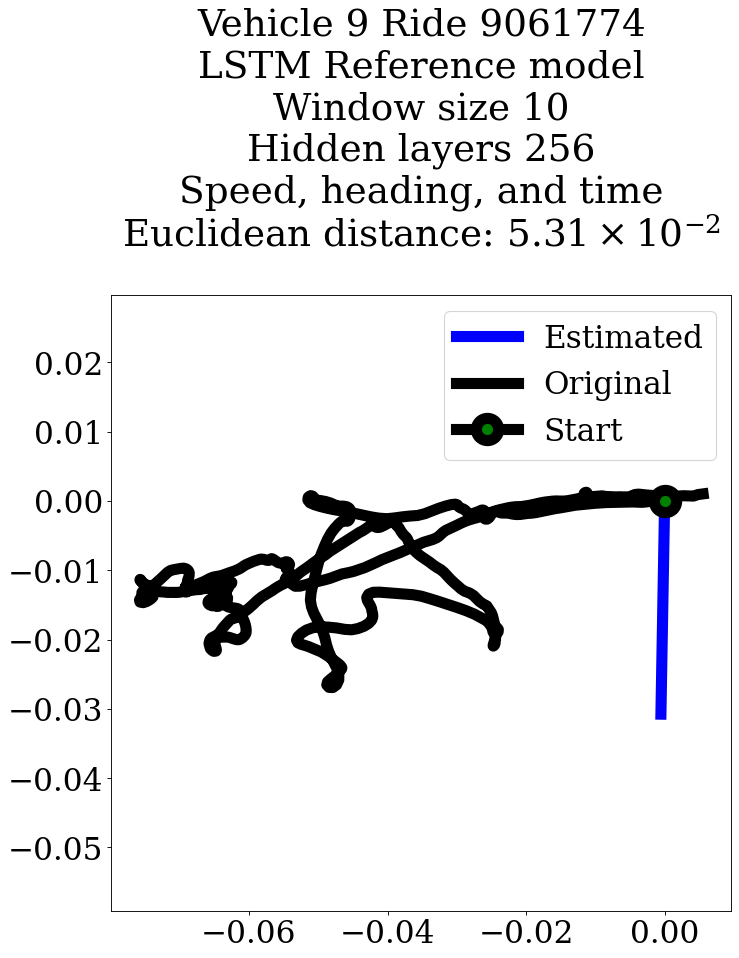 Vehicle 9 Ride 9061774
LSTM Reference model
Window size 10
Hidden layers 256
Speed, heading, and time
Euclidean distance: 5.31 × 10⁻²
Estimated
Original
Start
0.02
0.01
0.00
−0.01
−0.02
−0.03
−0.04
−0.05
−0.06 −0.04 −0.02 0.00